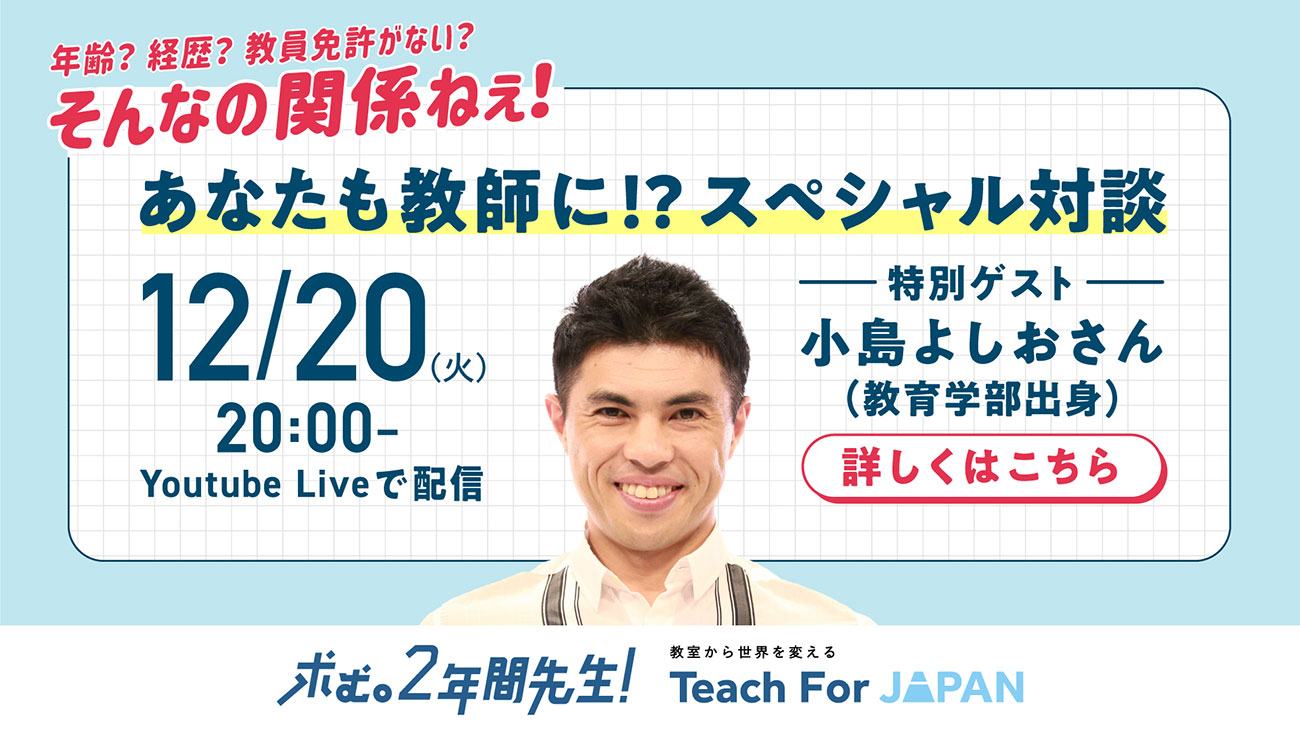 年齢？ 経歴？ 教員免許がない？
そんなの関係ねぇ！
あなたも教師に!? スペシャル対談
12/20（火）
20:00–
Youtube Liveで配信
特別ゲスト
小島よしおさん
（教育学部出身）
詳しくはこちら
求む。2年間先生！
教室から世界を変える
Teach For JAPAN